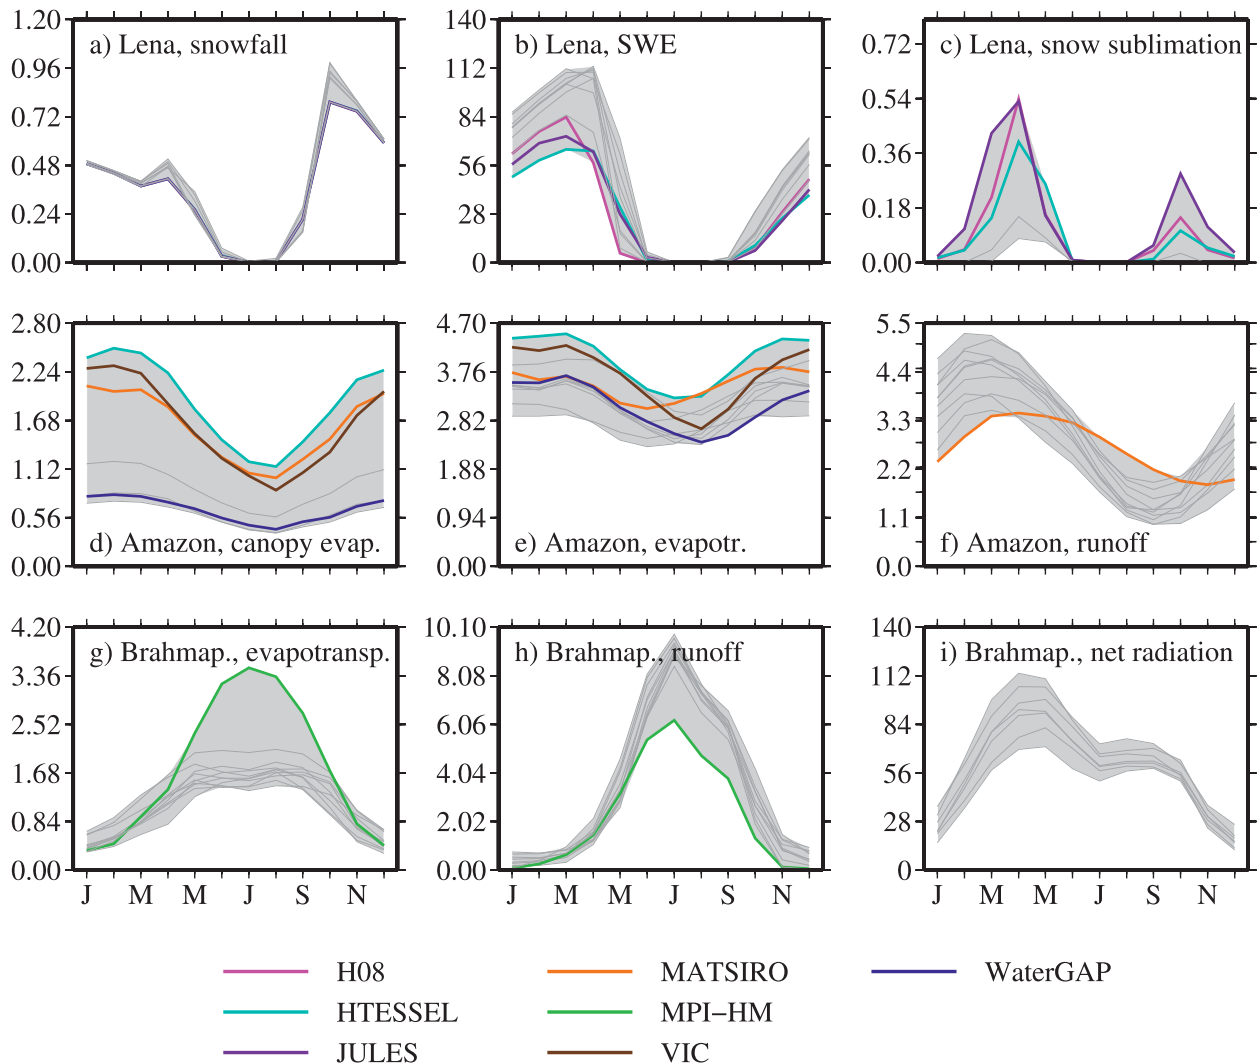 a) Lena, snowfall
1.20
0.96
0.72
0.48
0.24
0.00
b) Lena, SWE
140
112
84
56
28
0
c) Lena, snow sublimation
0.72
0.54
0.36
0.18
0.00
d) Amazon, canopy evap.
2.80
2.24
1.68
1.12
0.56
0.00
e) Amazon, evapotr.
4.70
3.76
2.82
1.88
0.94
0.00
f) Amazon, runoff
5.5
4.4
3.3
2.2
1.1
0.0
g) Brahmap., evapotransp.
4.20
3.36
2.52
1.68
0.84
0.00
J M M J S N
h) Brahmap., runoff
10.10
8.08
6.06
4.04
2.02
0.00
J M M J S N
i) Brahmap., net radiation
140
112
84
56
28
0
J M M J S N
H08
HTESSEL
JULES
MATSIRO
MPI−HM
VIC
WaterGAP